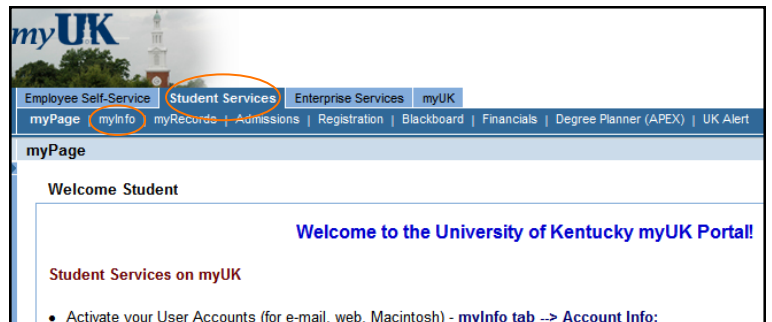 myUK
Employee Self-Service Student Services Enterprise Services myUK
myPage | myInfo | myRecords | Admissions | Registration | Blackboard | Financials | Degree Planner (APEX) | UK Alert
myPage
Welcome Student
Welcome to the University of Kentucky myUK Portal!
Student Services on myUK
• Activate your User Accounts (for e-mail, web, Macintosh) - myInfo tab --> Account Info: